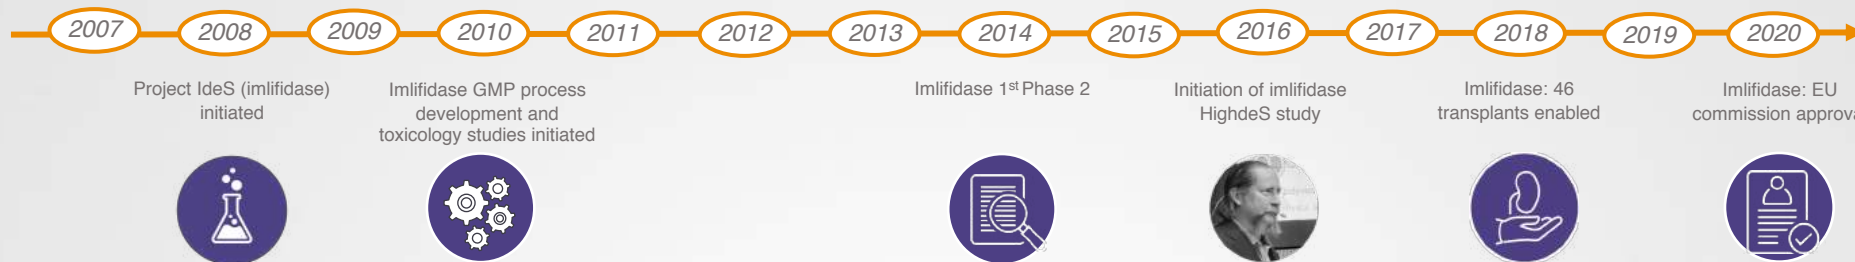 2007 2008 2009 2010 2011 2012 2013 2014 2015 2016 2017 2018 2019 2020
Project IdeS (imlifidase)
initiated
Imlifidase GMP process
development and
toxicology studies initiated
Imlifidase 1st Phase 2
Initiation of imlifidase
HighdeS study
Imlifidase: 46
transplants enabled
Imlifidase: EU
commission approva